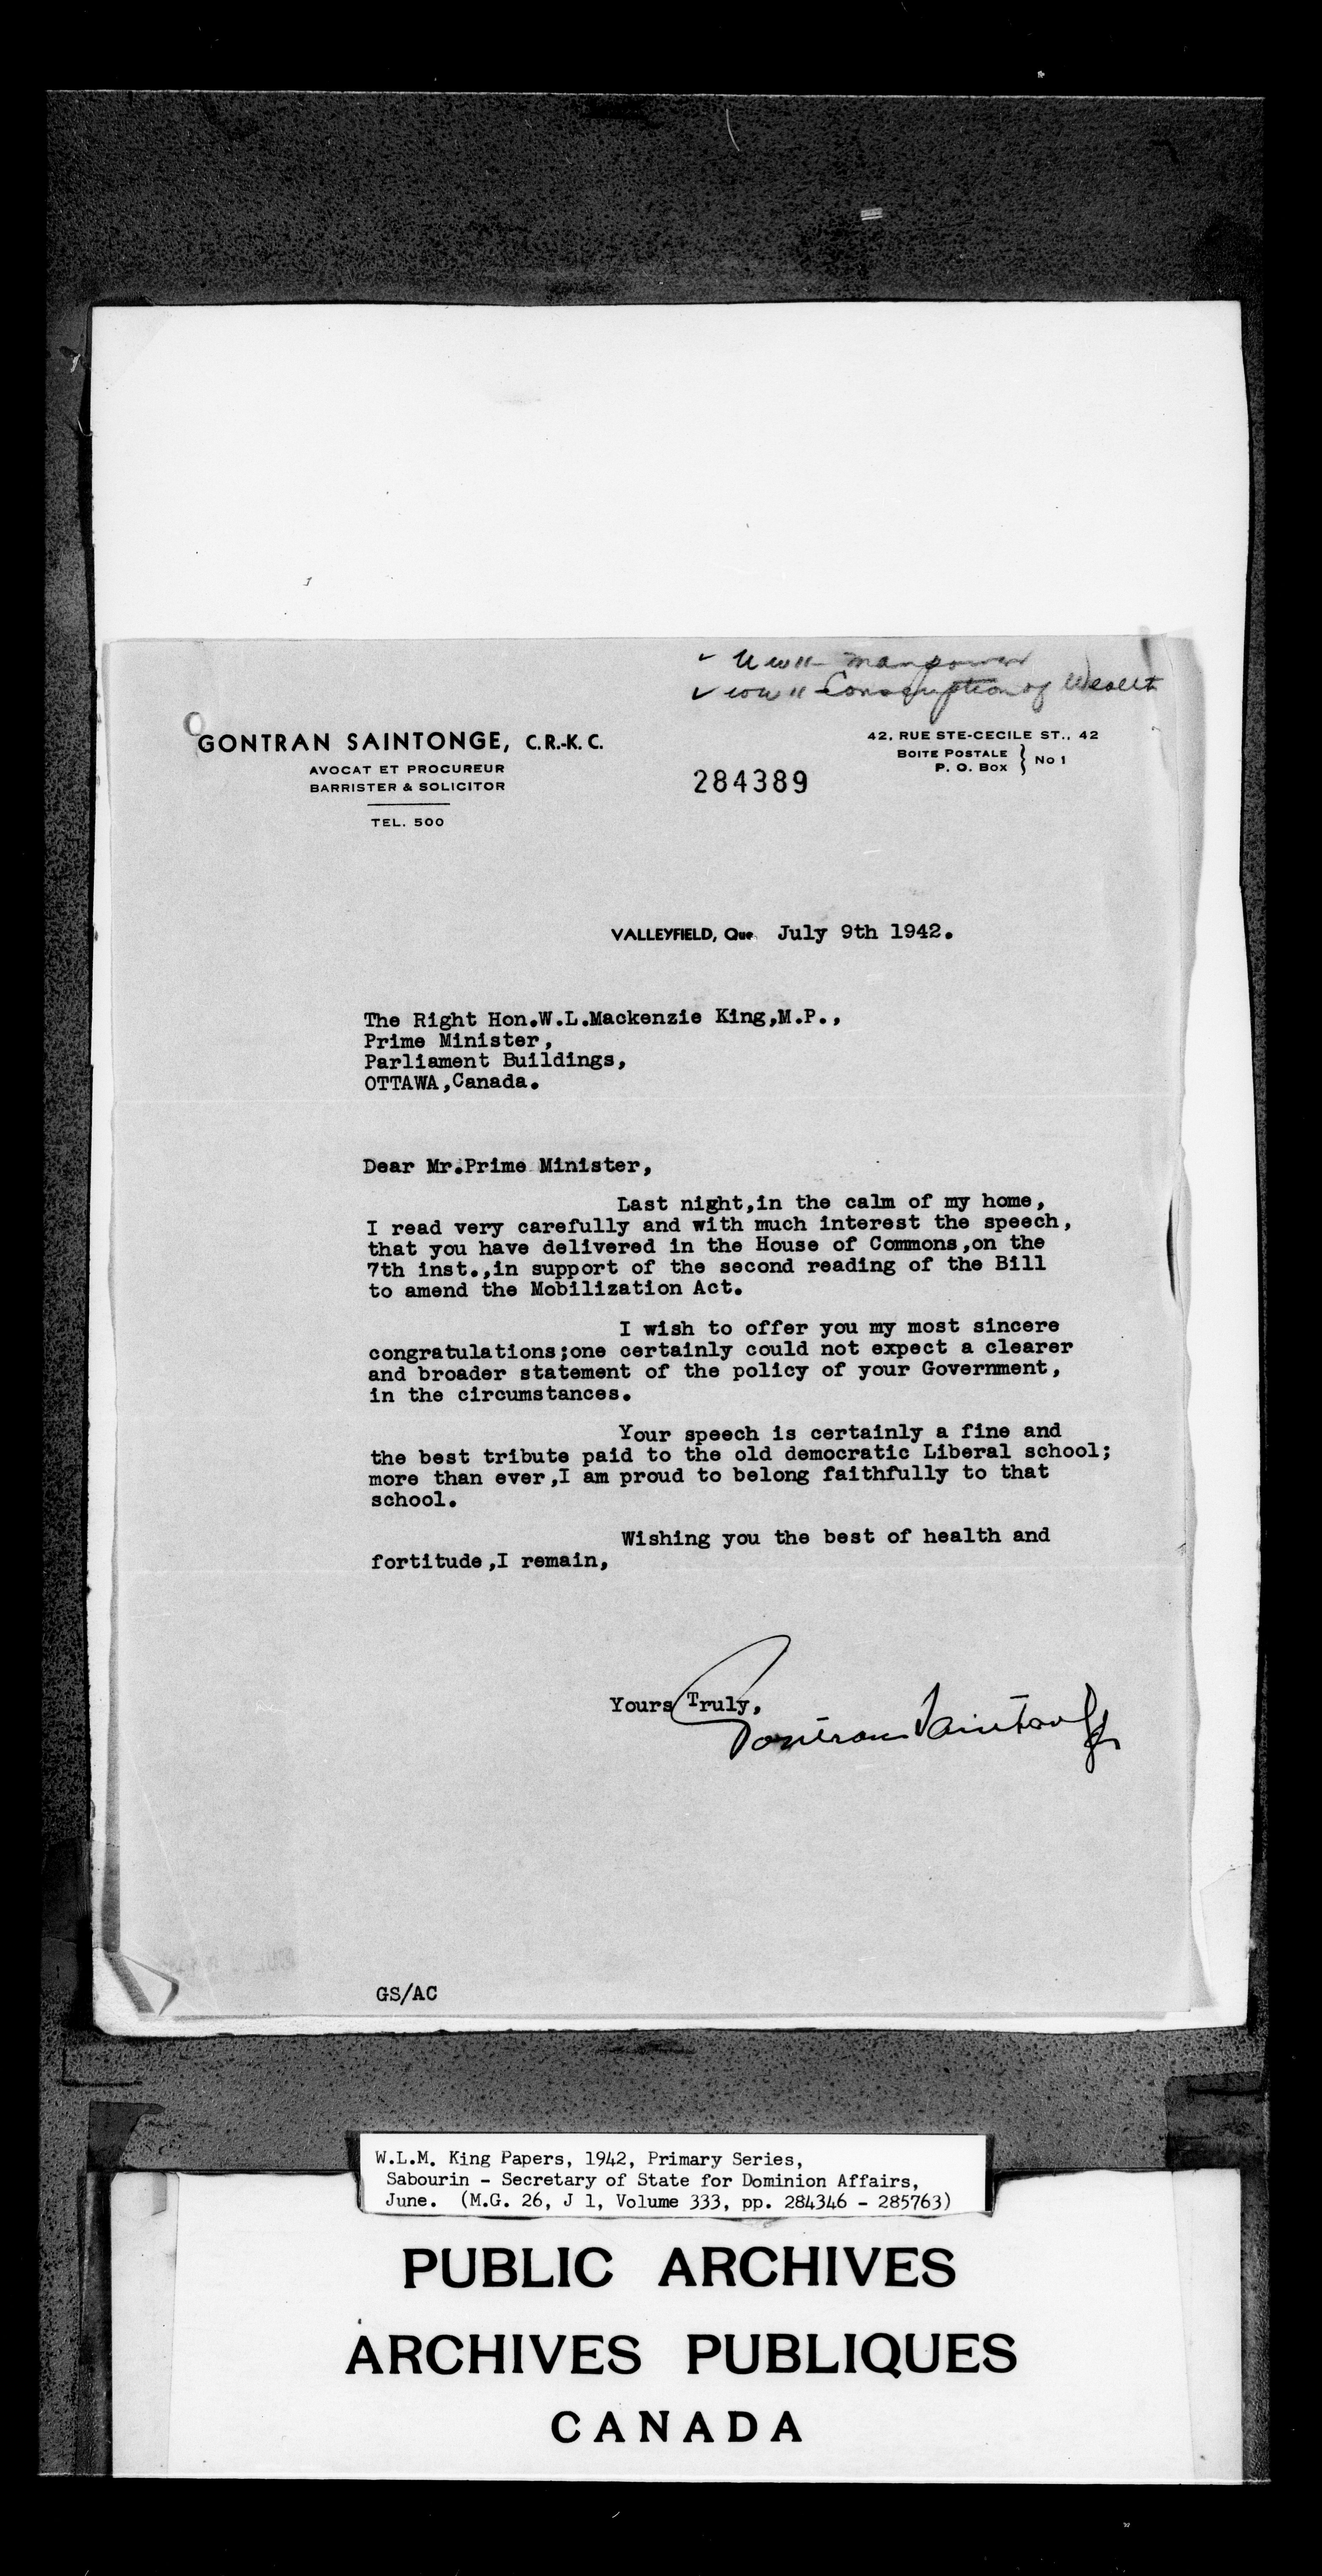 manpower
Conscription of Wealth
GONTRAN SAINTONGE, C.R.-K.C.
AVOCAT ET PROCUREUR
BARRISTER & SOLICITOR
TEL. 500
284389
42, RUE STE-CECILE ST., 42
BOITE POSTALE
P. O. BOX } No 1
VALLEYFIELD, Que. July 9th 1942.
The Right Hon.W.L.Mackenzie King,M.P.,
Prime Minister,
Parliament Buildings,
OTTAWA,Canada.
Dear Mr.Prime Minister,
Last night,in the calm of my home,
I read very carefully and with much interest the speech,
that you have delivered in the House of Commons,on the
7th inst.,in support of the second reading of the Bill
to amend the Mobilization Act.
I wish to offer you my most sincere
congratulations;one certainly could not expect a clearer
and broader statement of the policy of your Government,
in the circumstances.
Your speech is certainly a fine and
the best tribute paid to the old democratic Liberal school;
more than ever,I am proud to belong faithfully to that
school.
Wishing you the best of health and
fortitude,I remain,
Yours Truly,
Gontran Saintonge
GS/AC
W.L.M. King Papers, 1942, Primary Series,
Sabourin - Secretary of State for Dominion Affairs,
June. (M.G. 26, J 1, Volume 333, pp. 284346 - 285763)
PUBLIC ARCHIVES
ARCHIVES PUBLIQUES
CANADA